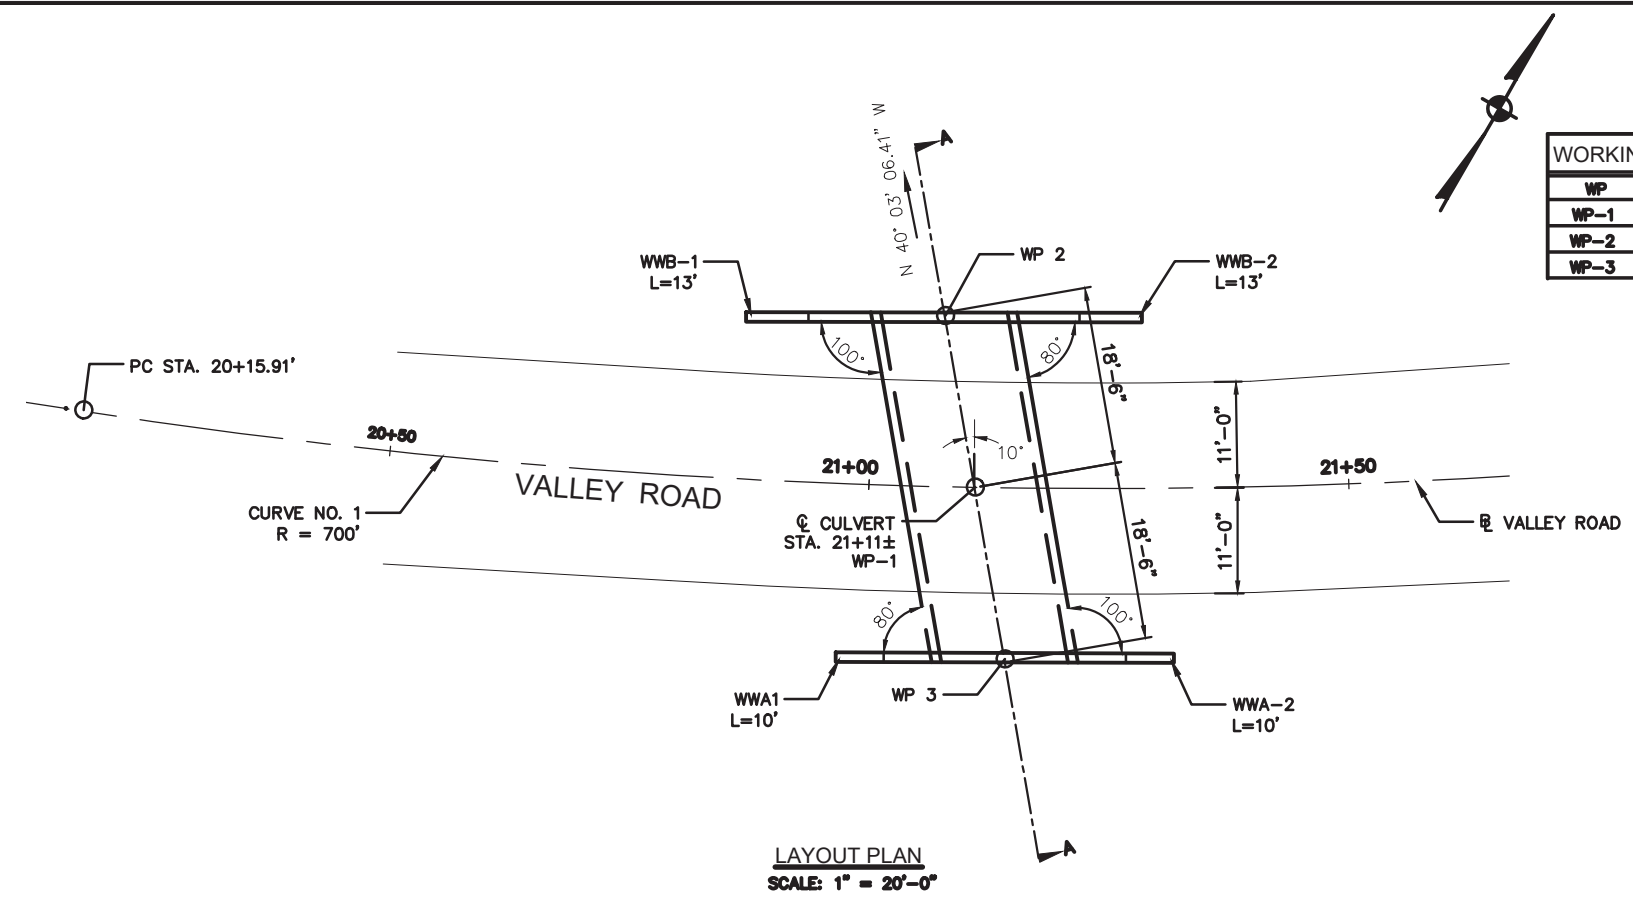 A
N 40° 03' 06.41" W
WORKIN
WP
WP-1
WP-2
WP-3
WWB-1
L=13'
WP 2
WWB-2
L=13'
100°
80°
18'-6"
PC STA. 20+15.91'
20+50
21+00
10°
11'-0"
21+50
VALLEY ROAD
CURVE NO. 1
R = 700'
℄ CULVERT
STA. 21+11±
WP-1
18'-6"
11'-0"
BL VALLEY ROAD
80°
100°
WWA1
L=10'
WP 3
WWA-2
L=10'
A
LAYOUT PLAN
SCALE: 1" = 20'-0"